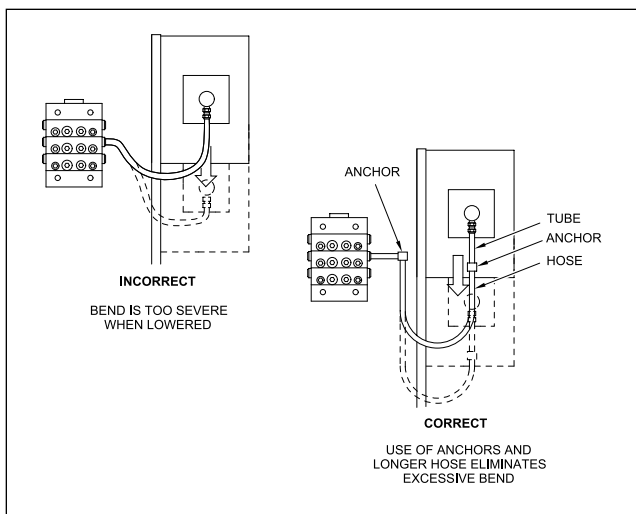 INCORRECT
BEND IS TOO SEVERE
WHEN LOWERED
ANCHOR
TUBE
ANCHOR
HOSE
CORRECT
USE OF ANCHORS AND
LONGER HOSE ELIMINATES
EXCESSIVE BEND